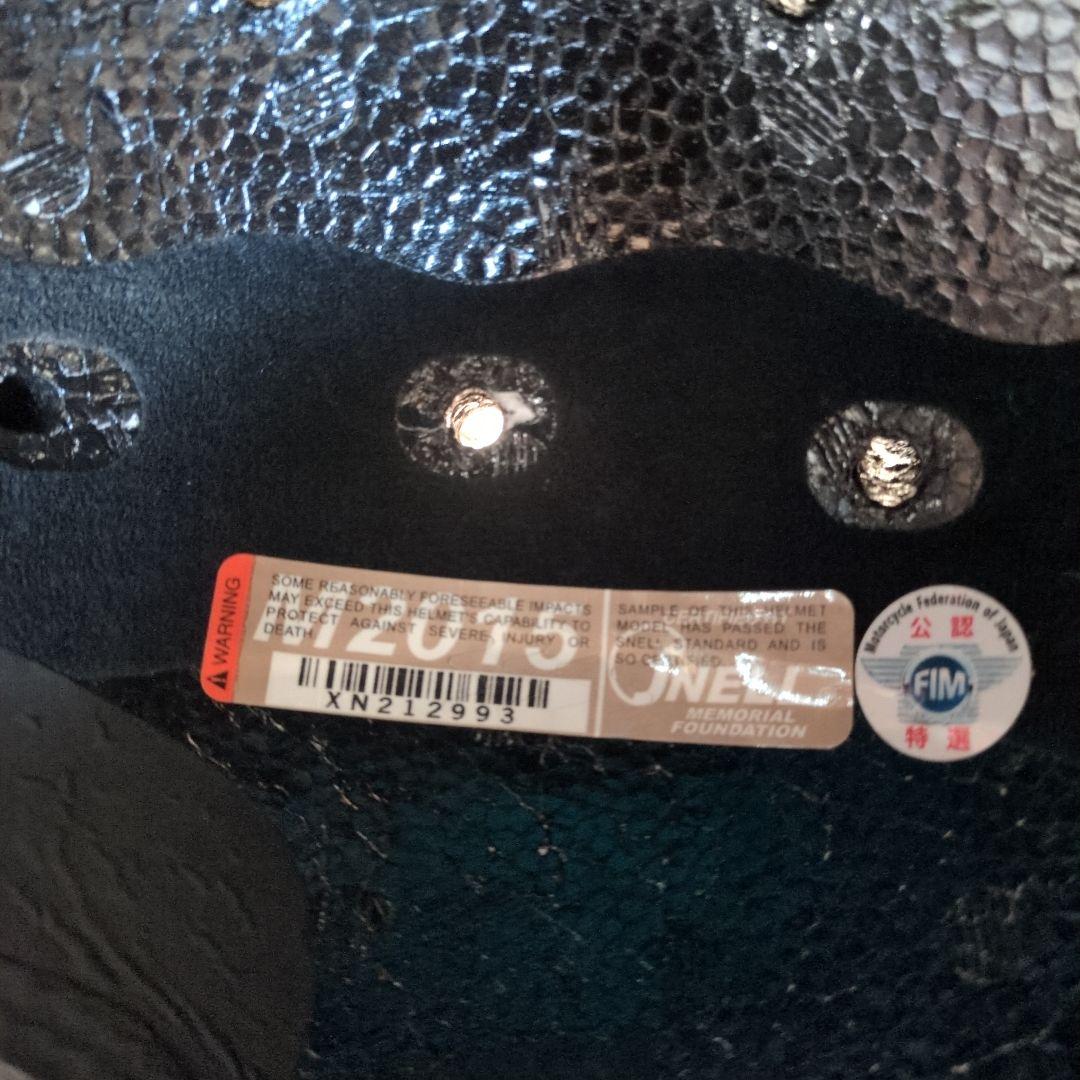 WARNING
SOME REASONABLY FORESEEABLE IMPACTS
MAY EXCEED THIS HELMET'S CAPABILITY TO
PROTECT AGAINST SEVERE INJURY OR
DEATH.
M2015
XN212993
SAMPLE OF THIS HELMET
MODEL HAS PASSED THE
SNELL STANDARD AND IS
SO CERTIFIED.
SNELL
MEMORIAL
FOUNDATION
Motorcycle Federation of Japan
公認
FIM
特選